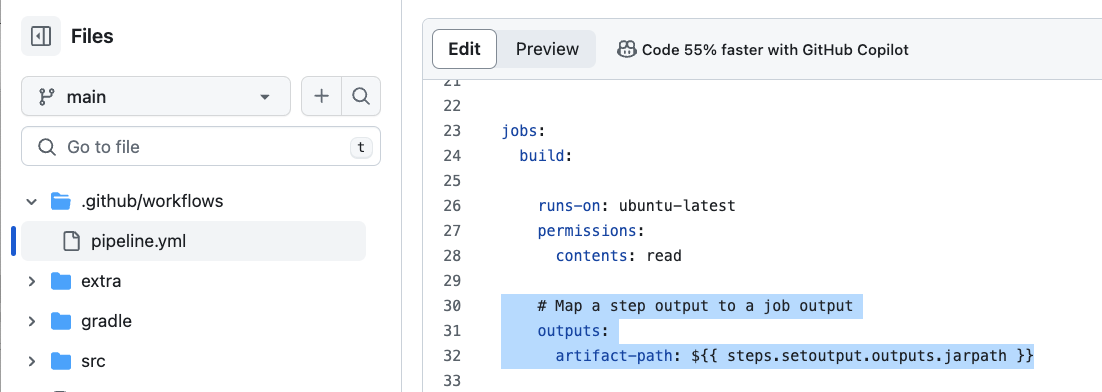 Files
main
Go to file
t
.github/workflows
pipeline.yml
extra
gradle
src
Edit
Preview
Code 55% faster with GitHub Copilot
21
22
23 jobs:
24 build:
25
26 runs-on: ubuntu-latest
27 permissions:
28 contents: read
29
30 # Map a step output to a job output
31 outputs:
32 artifact-path: ${{ steps.setoutput.outputs.jarpath }}
33